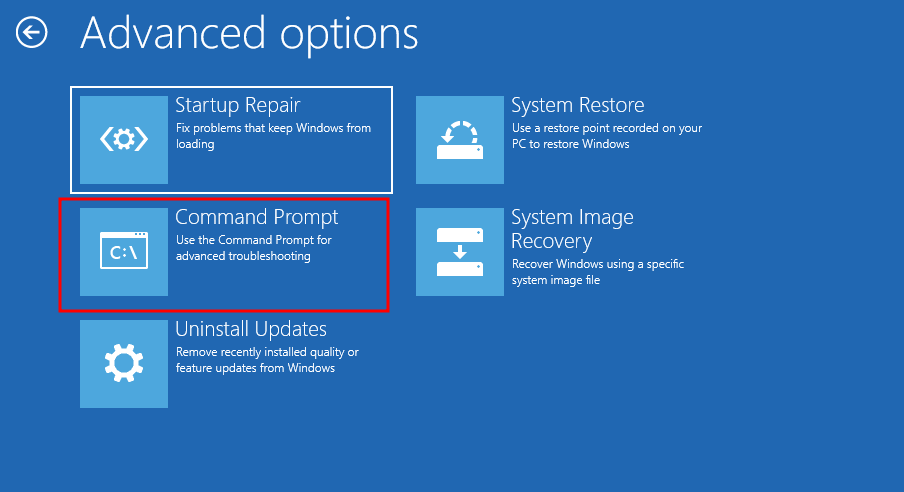 Advanced options
Startup Repair
Fix problems that keep Windows from
loading
System Restore
Use a restore point recorded on your
PC to restore Windows
C:\
Command Prompt
Use the Command Prompt for
advanced troubleshooting
System Image
Recovery
Recover Windows using a specific
system image file
Uninstall Updates
Remove recently installed quality or
feature updates from Windows